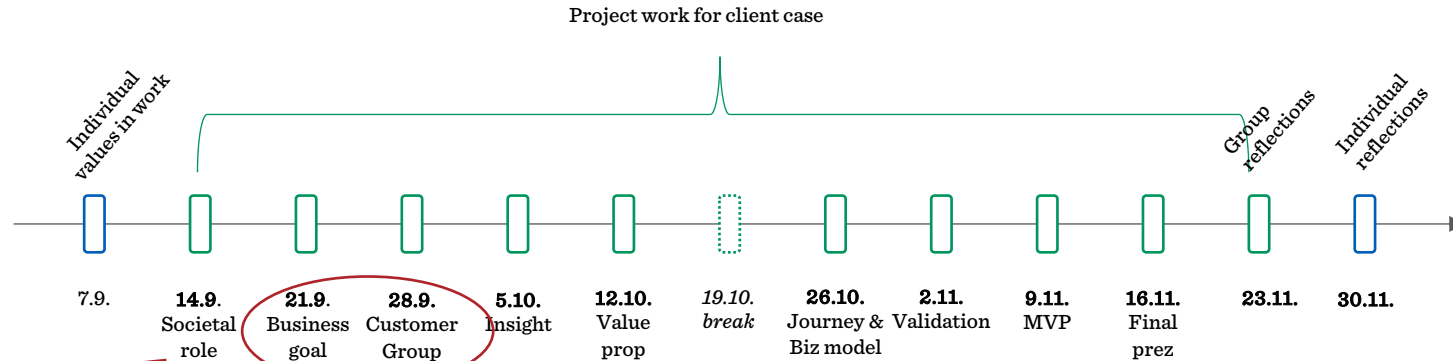 Project work for client case
Individual
values in work
Group
reflections
Individual
reflections
7.9.
14.9.
Societal
role
21.9.
Business
goal
28.9.
Customer
Group
5.10.
Insight
12.10.
Value
prop
19.10.
break
26.10.
Journey &
Biz model
2.11.
Validation
9.11.
MVP
16.11.
Final
prez
23.11.
30.11.